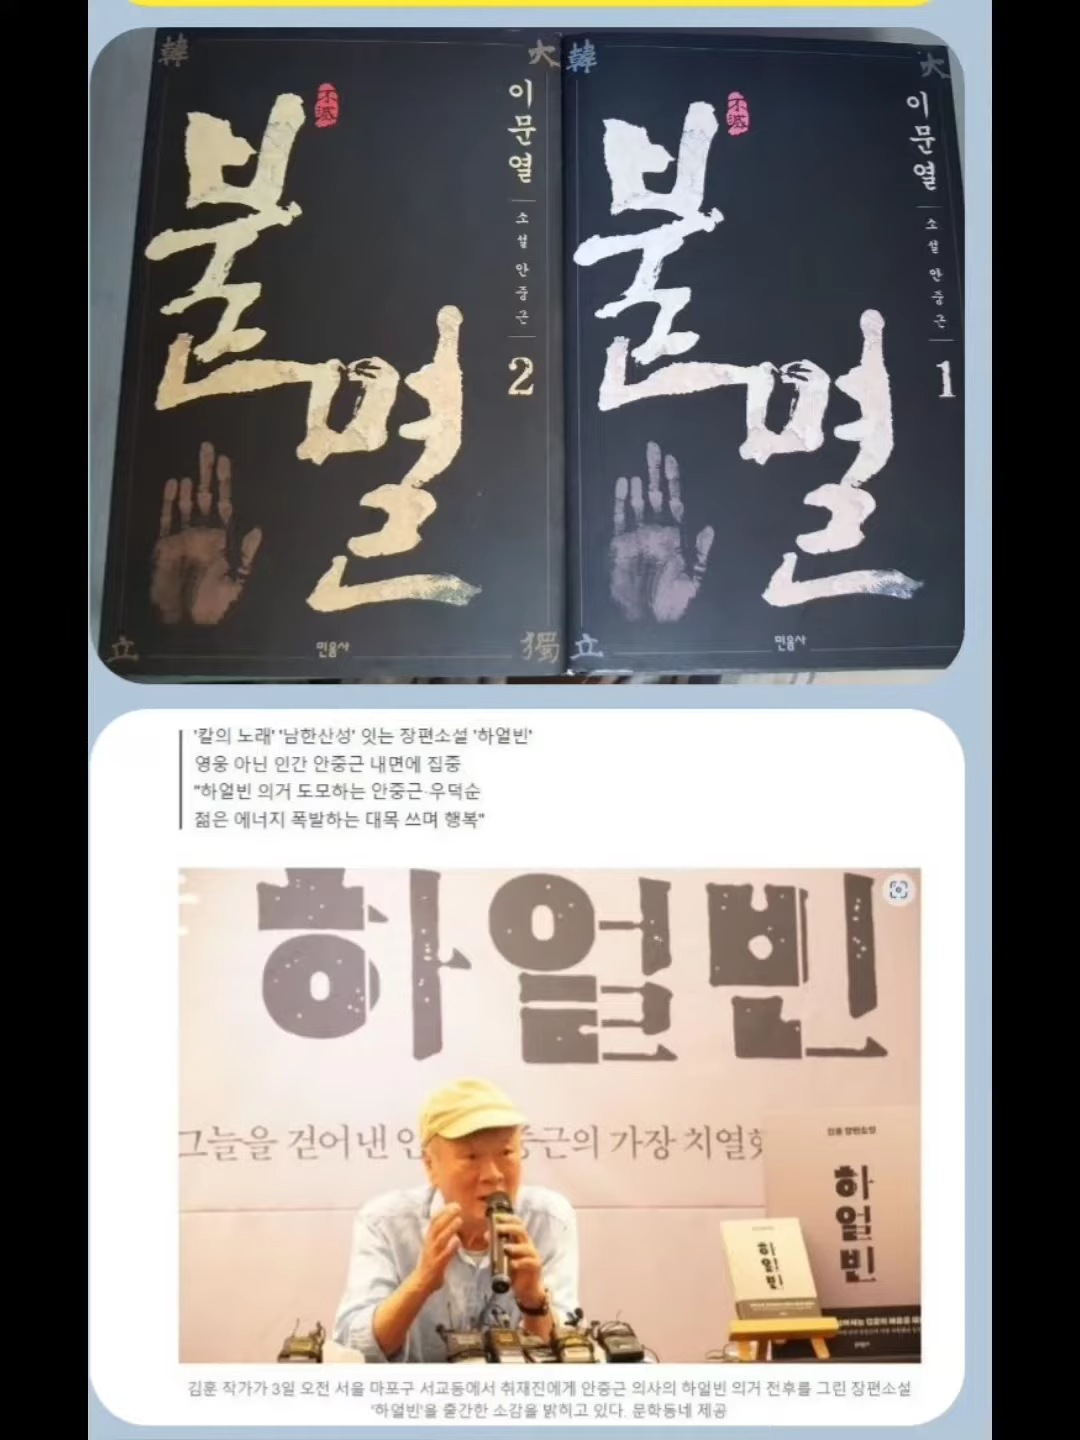 韓
大
불멸
不滅
이문열
소설 안중근
2
立
민음사
獨
韓
大
불멸
不滅
이문열
소설 안중근
1
立
민음사
'칼의 노래' '남한산성' 잇는 장편소설 '하얼빈'
영웅 아닌 인간 안중근 내면에 집중
"하얼빈 의거 도모하는 안중근·우덕순
젊은 에너지 폭발하는 대목 쓰며 행복"
하얼빈
그늘을 걷어낸 중근의 가장 치열
김훈 장편소설
하얼빈
하얼빈
김훈 작가가 3일 오전 서울 마포구 서교동에서 취재진에게 안중근 의사의 하얼빈 의거 전후를 그린 장편소설
'하얼빈'을 출간한 소감을 밝히고 있다. 문학동네 제공